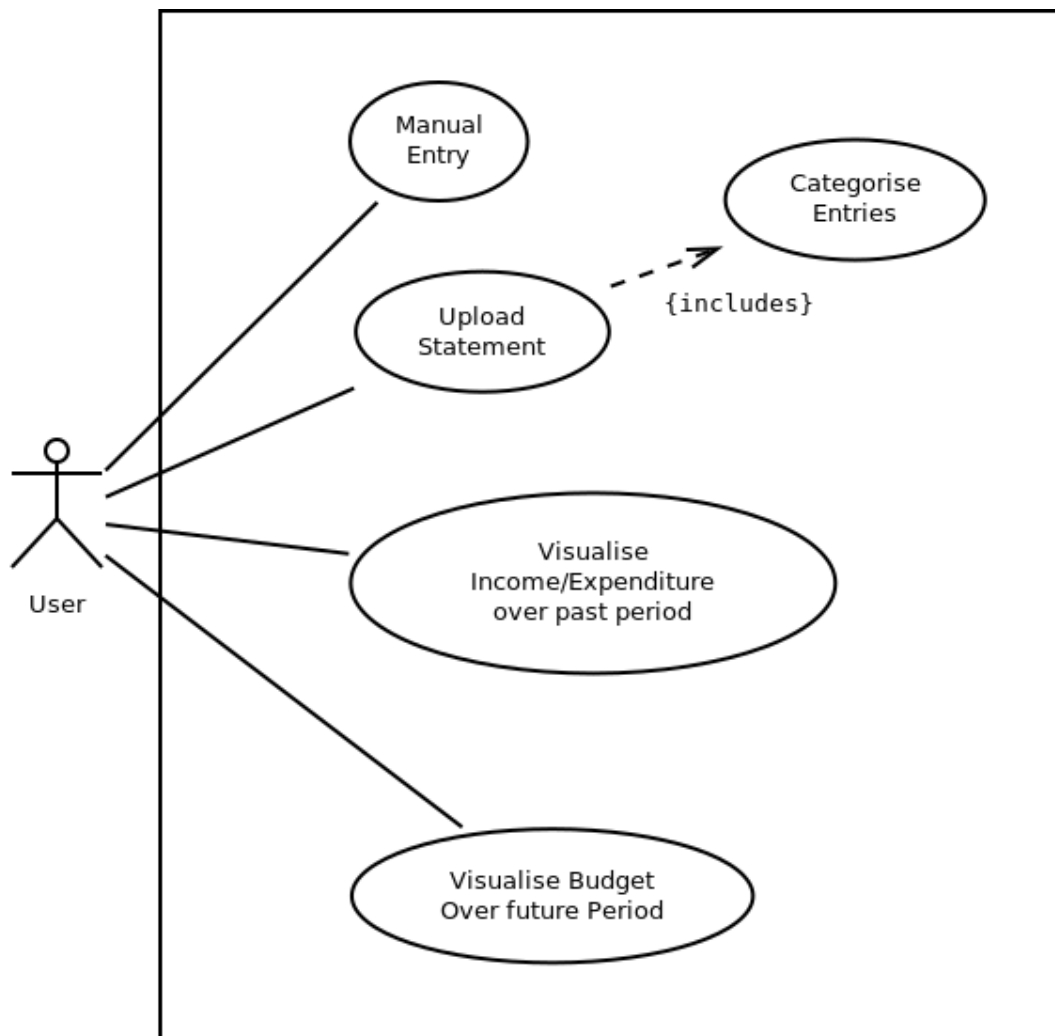 Manual
Entry
Categorise
Entries
Upload
Statement
{includes}
Visualise
Income/Expenditure
over past period
User
Visualise Budget
Over future Period